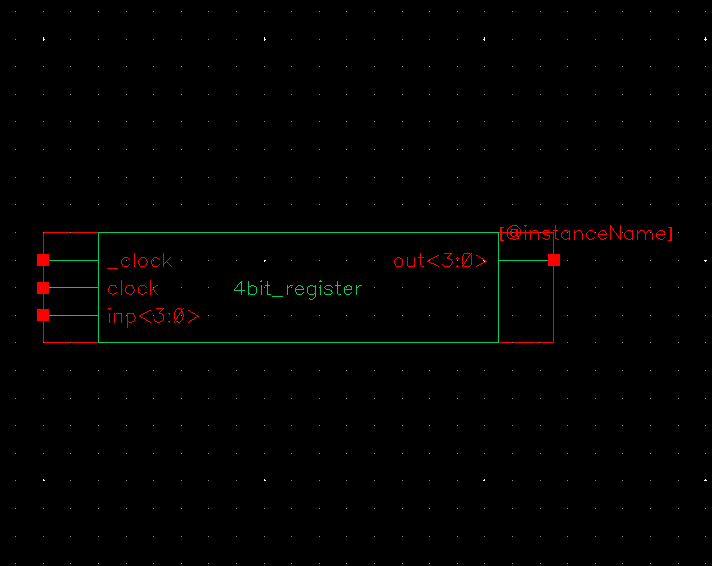 [@instanceName]
_clock
out<3:0>
clock
4bit_register
inp<3:0>